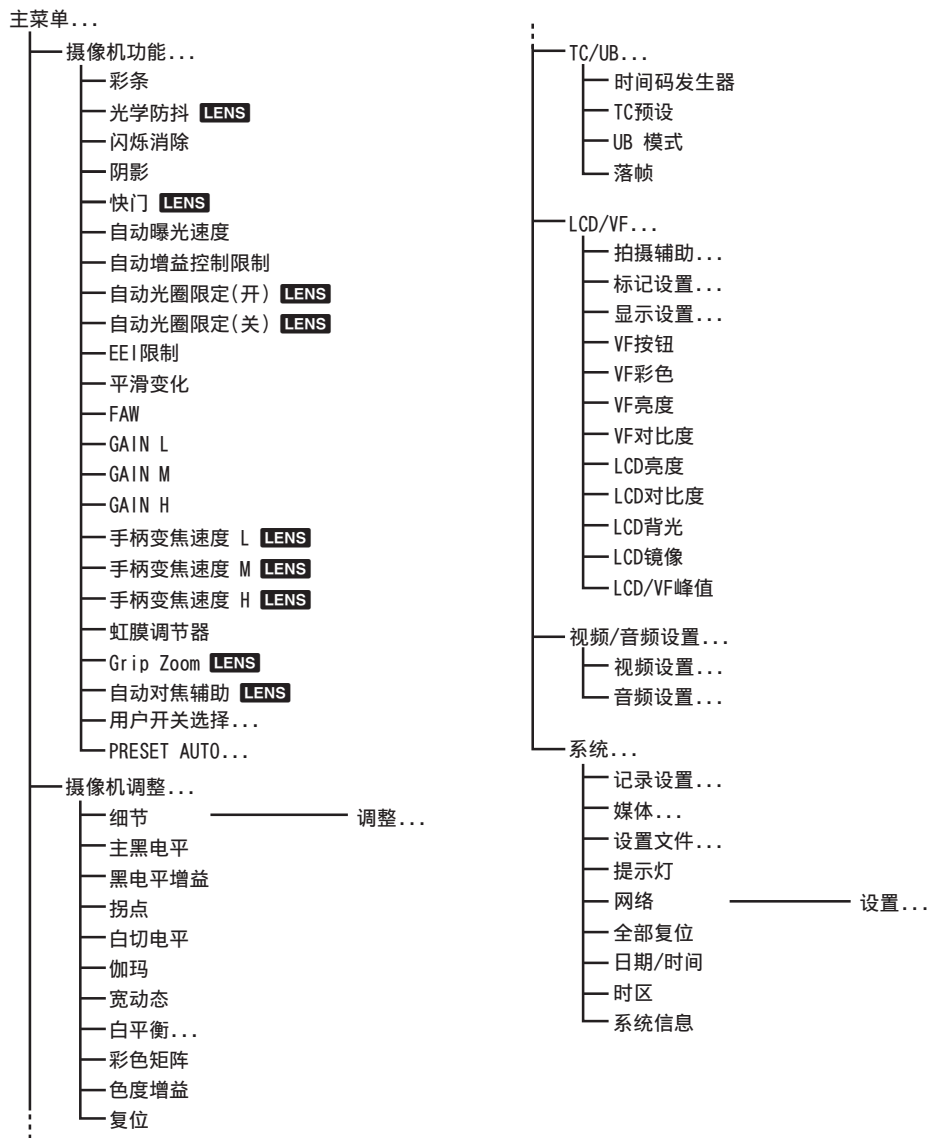 主菜单...
摄像机功能...
彩条
光学防抖 LENS
闪烁消除
阴影
快门 LENS
自动曝光速度
自动增益控制限制
自动光圈限定(开) LENS
自动光圈限定(关) LENS
EEI限制
平滑变化
FAW
GAIN L
GAIN M
GAIN H
手柄变焦速度 L LENS
手柄变焦速度 M LENS
手柄变焦速度 H LENS
虹膜调节器
Grip Zoom LENS
自动对焦辅助 LENS
用户开关选择...
PRESET AUTO...
摄像机调整...
细节 调整...
主黑电平
黑电平增益
拐点
白切电平
伽玛
宽动态
白平衡...
彩色矩阵
色度增益
复位
TC/UB...
时间码发生器
TC预设
UB 模式
落帧
LCD/VF...
拍摄辅助...
标记设置...
显示设置...
VF按钮
VF彩色
VF亮度
VF对比度
LCD亮度
LCD对比度
LCD背光
LCD镜像
LCD/VF峰值
视频/音频设置...
视频设置...
音频设置...
系统...
记录设置...
媒体...
设置文件...
提示灯
网络 设置...
全部复位
日期/时间
时区
系统信息